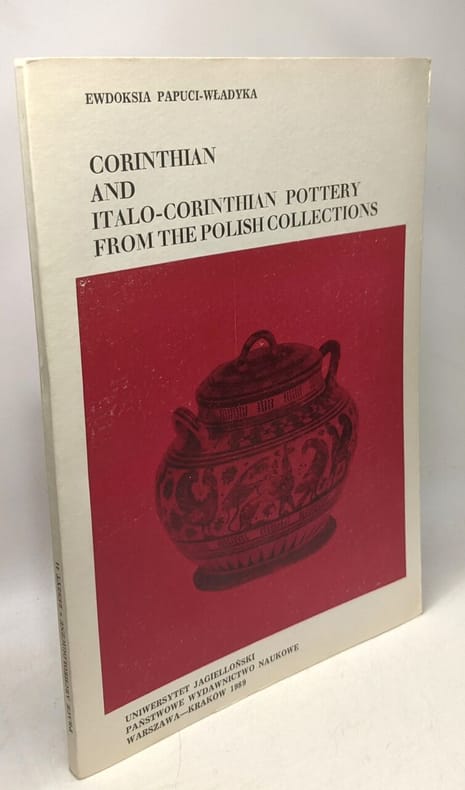 EWDOKSIA PAPUCI-WŁADYKA
CORINTHIAN
AND
ITALO-CORINTHIAN POTTERY
FROM THE POLISH COLLECTIONS
UNIWERSYTET JAGIELLOŃSKI
PAŃSTWOWE WYDAWNICTWO NAUKOWE
WARSZAWA—KRAKÓW 1989